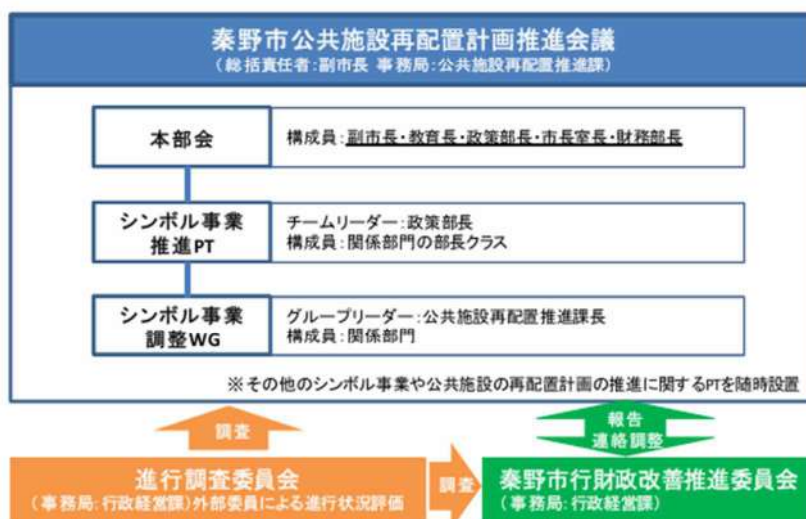 秦野市公共施設再配置計画推進会議
（総括責任者：副市長 事務局：公共施設再配置推進課）
本部会
構成員：副市長・教育長・政策部長・市長室長・財務部長
シンボル事業
推進PT
チームリーダー：政策部長
構成員：関係部門の部長クラス
シンボル事業
調整WG
グループリーダー：公共施設再配置推進課長
構成員：関係部門
※その他のシンボル事業や公共施設の再配置計画の推進に関するPTを随時設置
調査
報告
連絡調整
進行調査委員会
（事務局：行政経営課）外部委員による進行状況評価
調査
秦野市行財政改善推進委員会
（事務局：行政経営課）